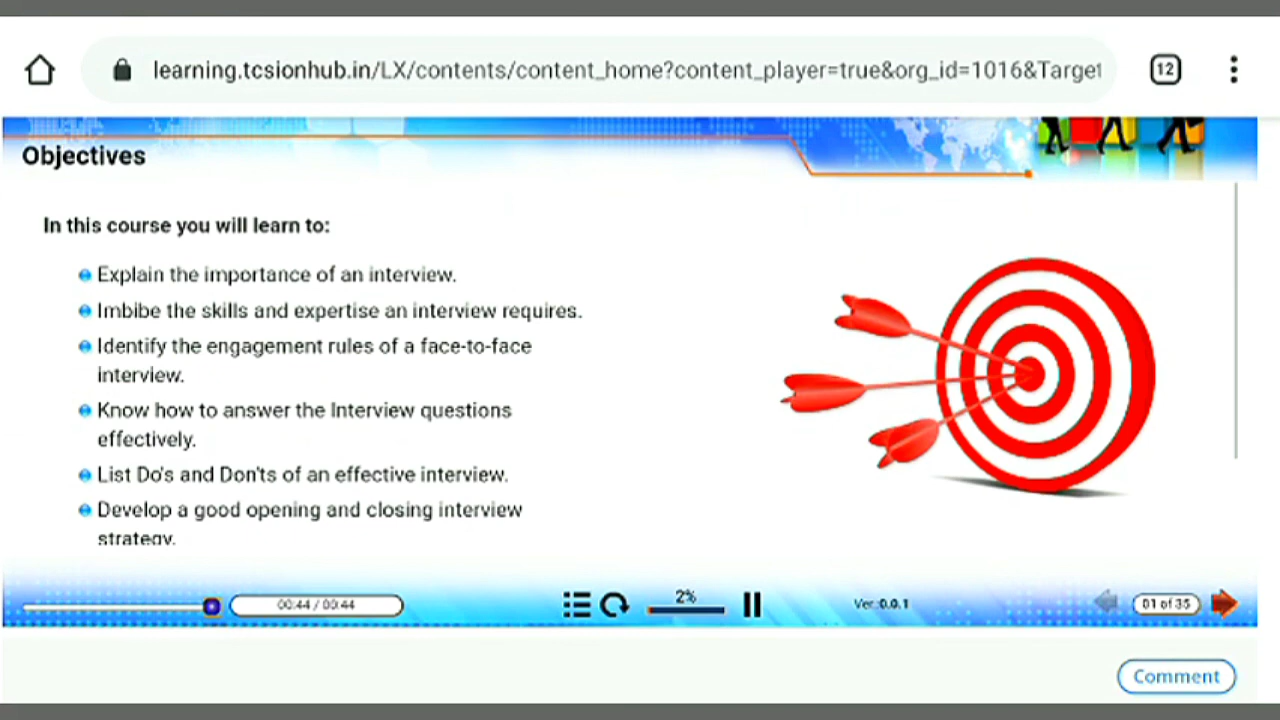 learning.tcsionhub.in/LX/contents/content_home?content_player=true&org_id=1016&Target
12
Objectives
In this course you will learn to:
Explain the importance of an interview.
Imbibe the skills and expertise an interview requires.
Identify the engagement rules of a face-to-face
interview.
Know how to answer the Interview questions
effectively.
List Do's and Don'ts of an effective interview.
Develop a good opening and closing interview
strategy.
00:44 / 00:44
2%
Ver.:0.0.1
01 of 35
Comment